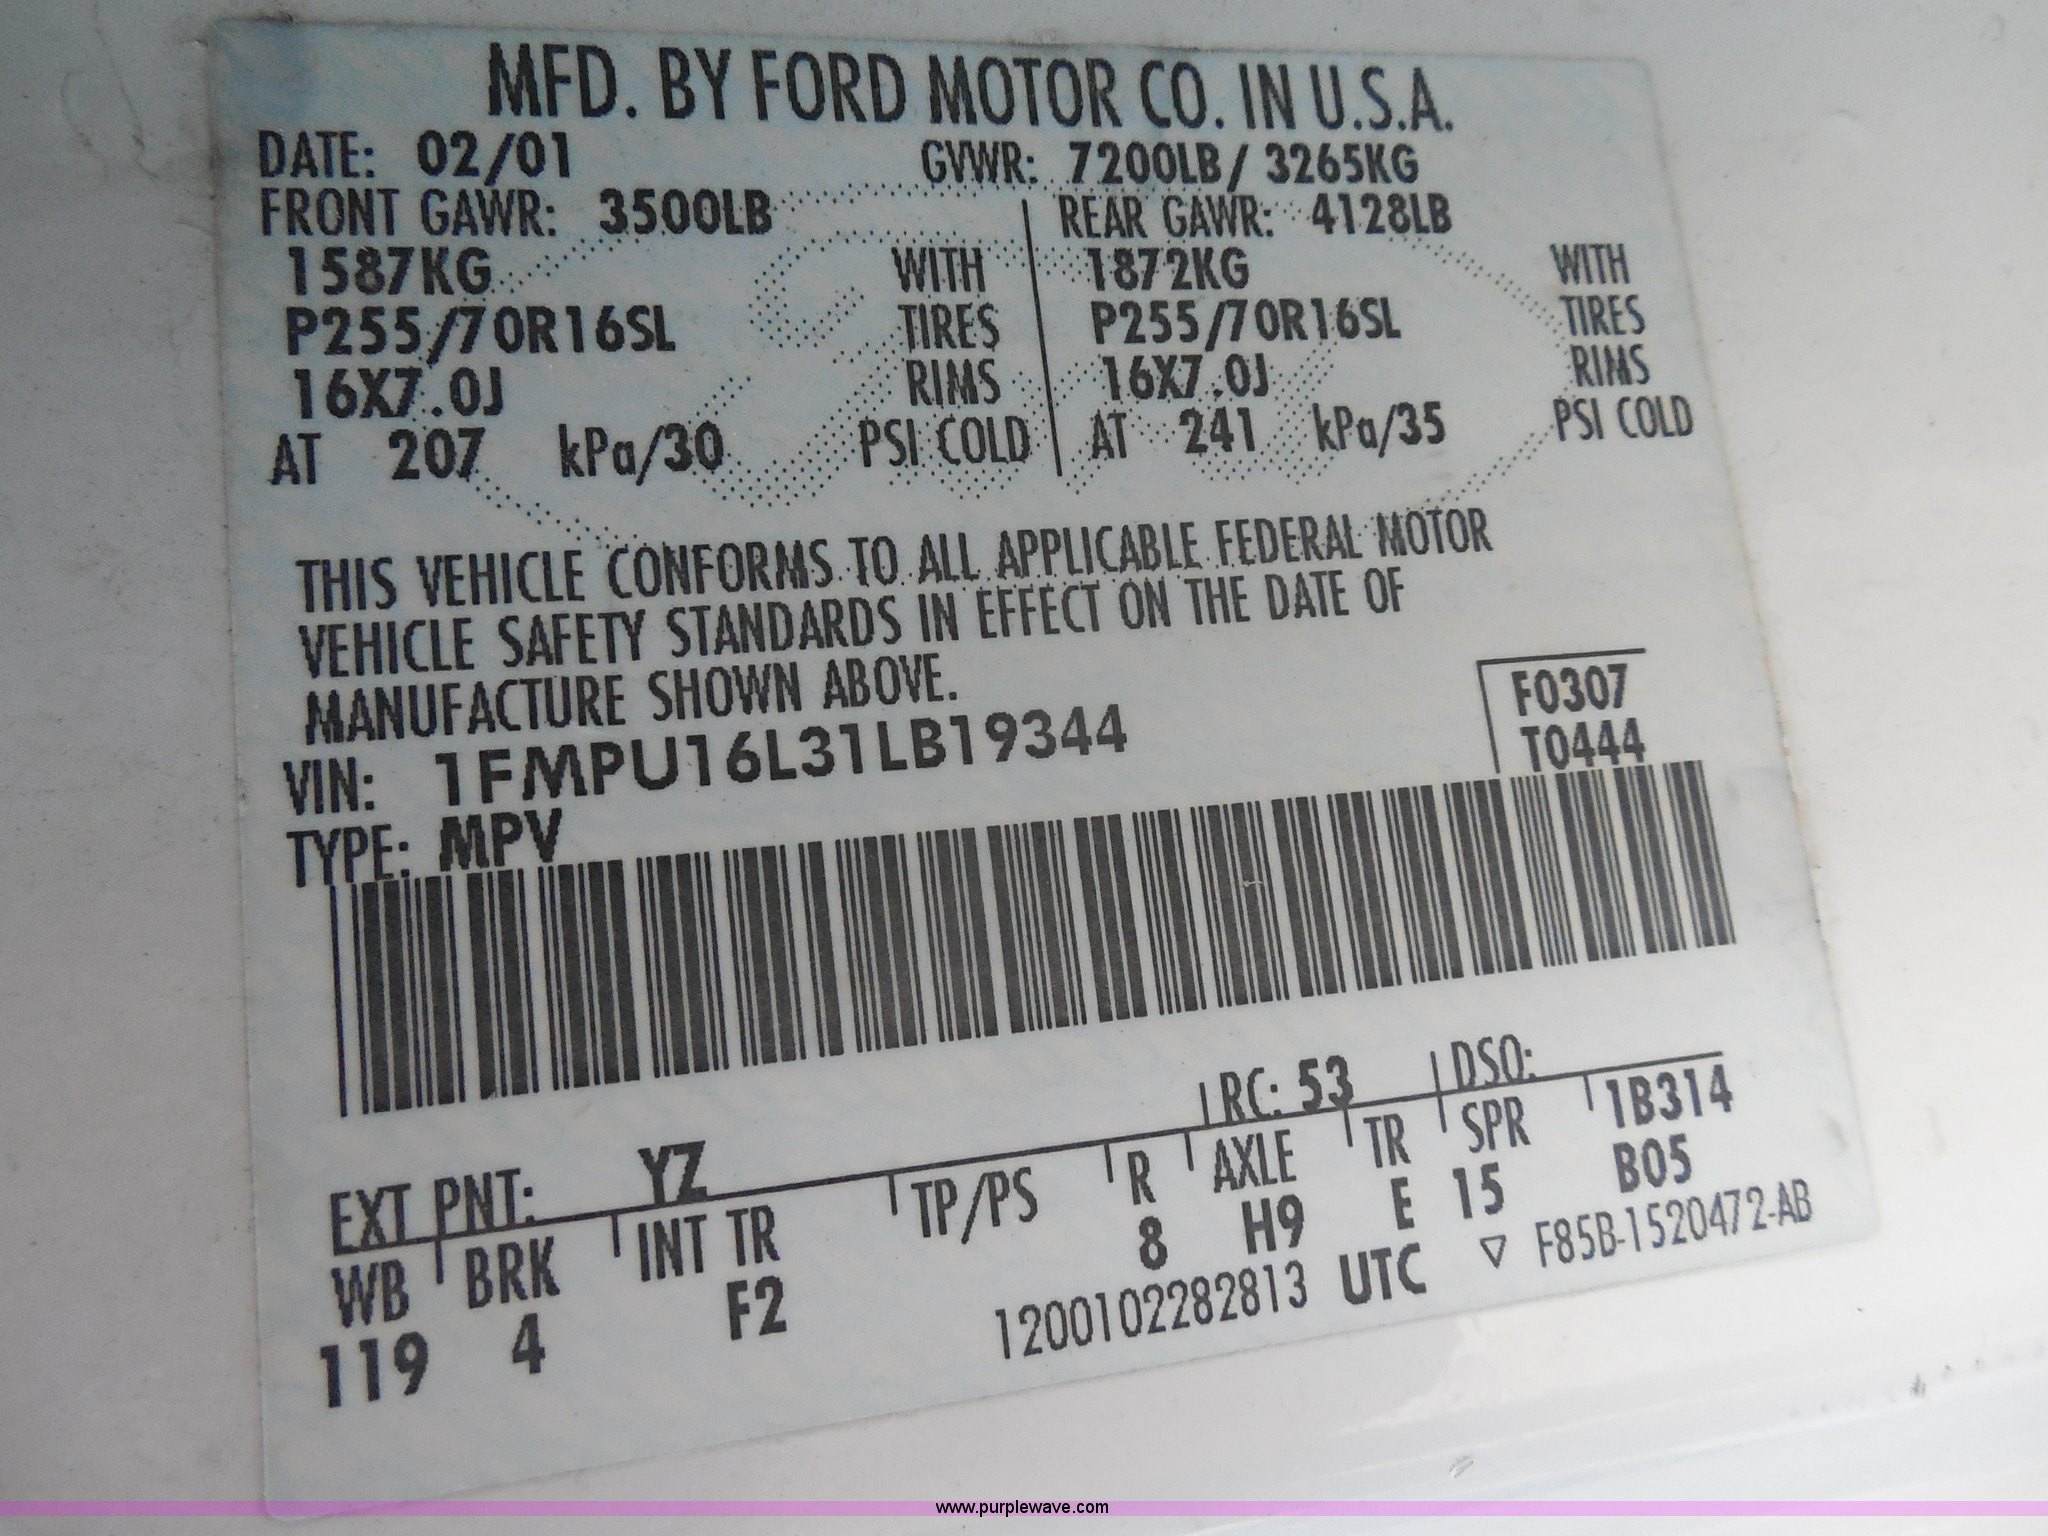 MFD. BY FORD MOTOR CO. IN U.S.A.
DATE: 02/01 GVWR: 7200LB/ 3265KG
FRONT GAWR: 3500LB REAR GAWR: 4128LB
1587KG WITH 1872KG WITH
P255/70R16SL TIRES P255/70R16SL TIRES
16X7.0J RIMS 16X7.0J RIMS
AT 207 kPa/30 PSI COLD AT 241 kPa/35 PSI COLD
THIS VEHICLE CONFORMS TO ALL APPLICABLE FEDERAL MOTOR
VEHICLE SAFETY STANDARDS IN EFFECT ON THE DATE OF
MANUFACTURE SHOWN ABOVE.
F0307
VIN: 1FMPU16L31LB19344 T0444
TYPE: MPV
RC: 53 DSO:
EXT PNT: YZ 1B314
WB BRK INT TR TP/PS R AXLE TR SPR B05
119 4 F2 8 H9 E 15
1200102282813 UTC ▽ F85B-1520472-AB
www.purplewave.com